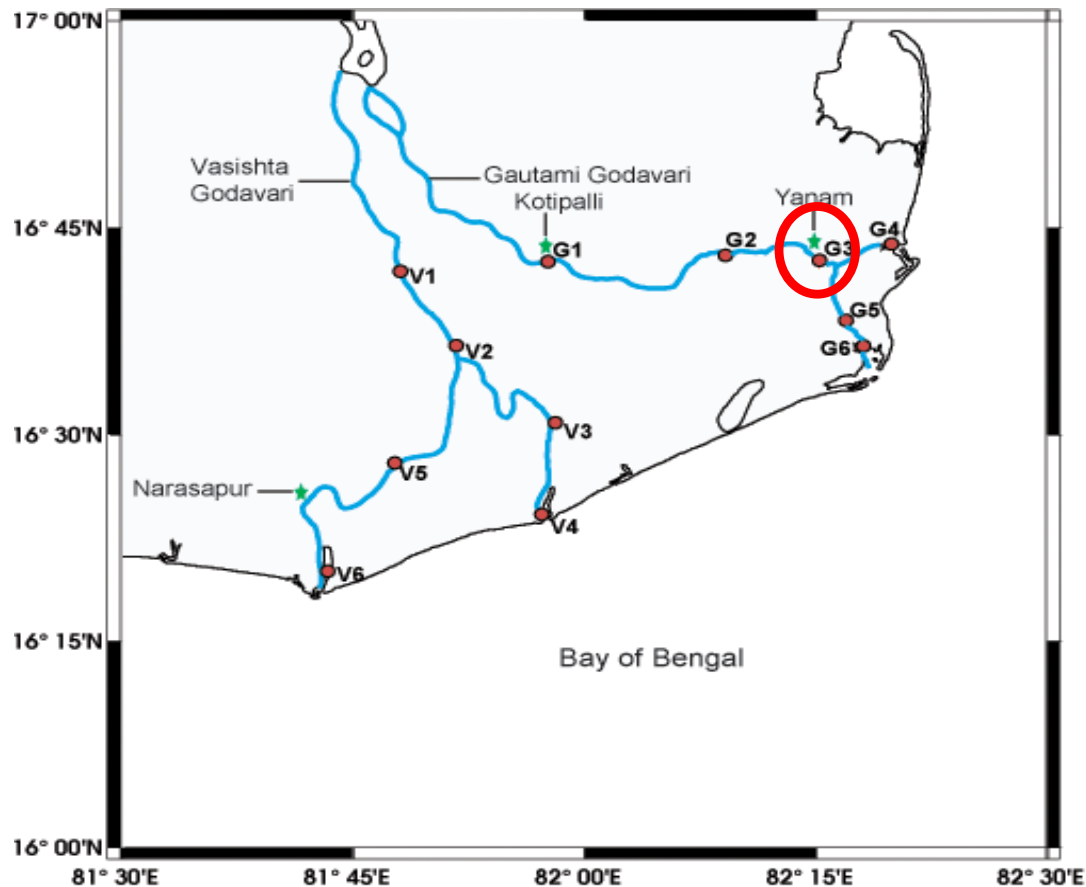 17° 00'N
Vasishta
Godavari
Gautami Godavari
Kotipalli
Yanam
16° 45'N
G1
G2
G3
G4
V1
G5
G6
V2
16° 30'N
V3
V5
Narasapur
V4
V6
16° 15'N
Bay of Bengal
16° 00'N
81° 30'E
81° 45'E
82° 00'E
82° 15'E
82° 30'E